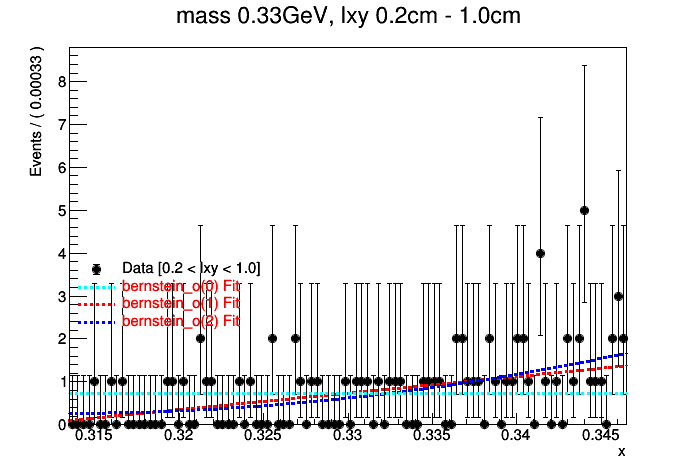 mass 0.33GeV, lxy 0.2cm - 1.0cm
Events / ( 0.00033 )
8
7
6
5
4
3
2
1
0
Data [0.2 < lxy < 1.0]
bernstein_o(0) Fit
bernstein_o(1) Fit
bernstein_o(2) Fit
0.315 0.32 0.325 0.33 0.335 0.34 0.345
x